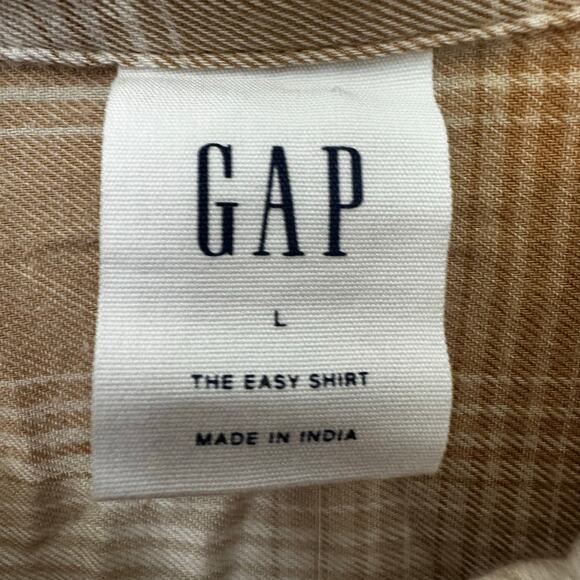 GAP
L
THE EASY SHIRT
MADE IN INDIA